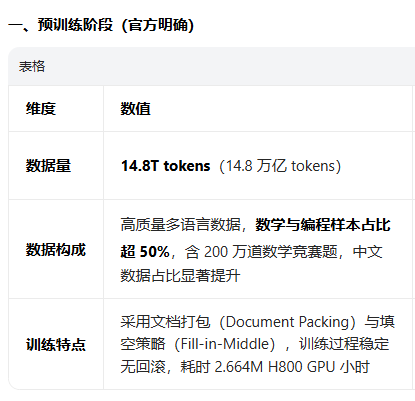 一、预训练阶段（官方明确）
表格
维度
数值
数据量
14.8T tokens（14.8 万亿 tokens）
数据构成
高质量多语言数据，数学与编程样本占比
超 50%，含 200 万道数学竞赛题，中文
数据占比显著提升
训练特点
采用文档打包（Document Packing）与填
空策略（Fill-in-Middle），训练过程稳定
无回滚，耗时 2.664M H800 GPU 小时